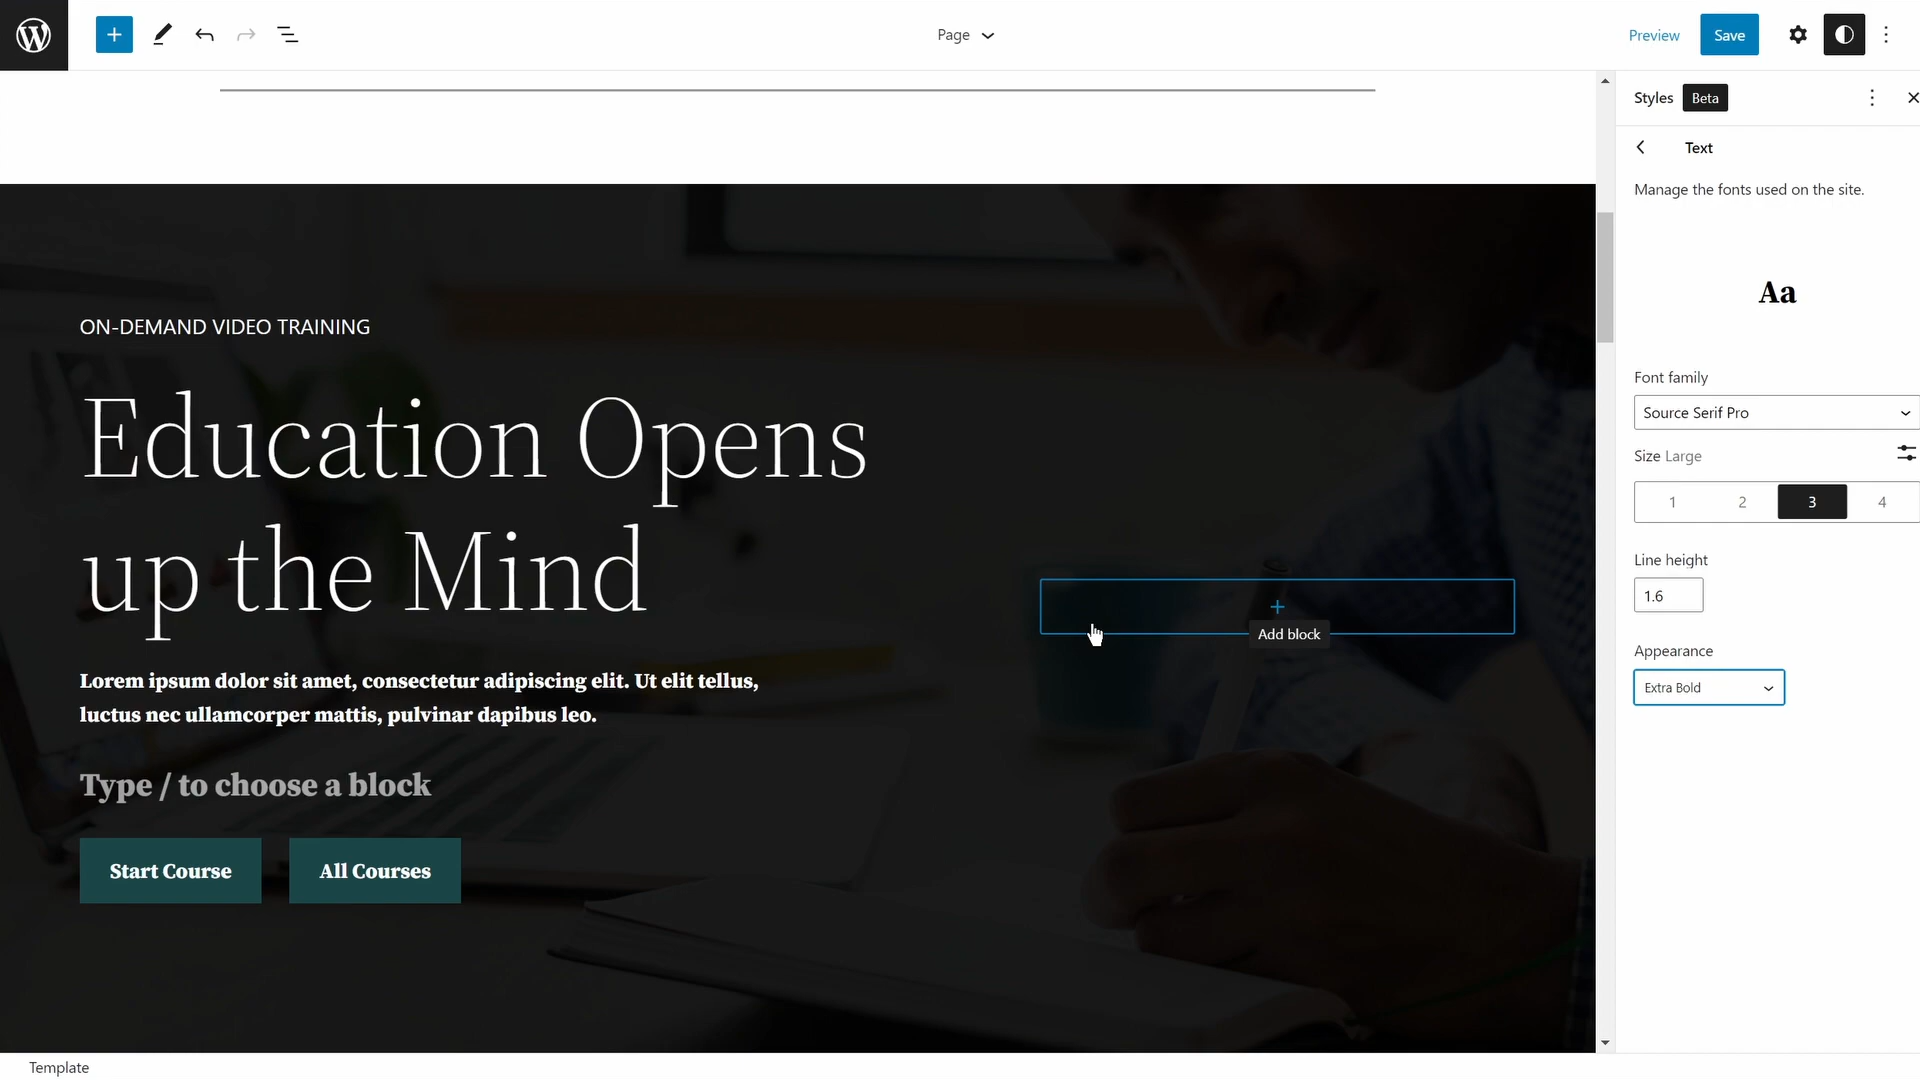 Page
Preview
Save
Styles
Beta
Text
Manage the fonts used on the site.
Aa
Font family
Source Serif Pro
Size Large
1 2 3 4
Line height
1.6
Appearance
Extra Bold
ON-DEMAND VIDEO TRAINING
Education Opens
up the Mind
Lorem ipsum dolor sit amet, consectetur adipiscing elit. Ut elit tellus,
luctus nec ullamcorper mattis, pulvinar dapibus leo.
Type / to choose a block
Start Course
All Courses
Add block
Template